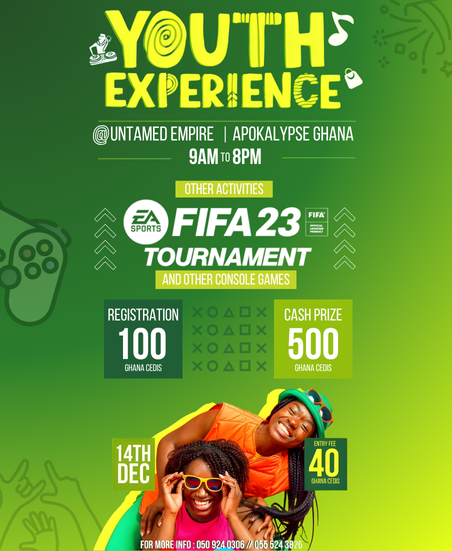 YOUTH
EXPERIENCE
@UNTAMED EMPIRE | APOKALYPSE GHANA
9AM TO 8PM
OTHER ACTIVITIES
EA SPORTS FIFA 23 FIFA
TOURNAMENT
AND OTHER CONSOLE GAMES
REGISTRATION
100
GHANA CEDIS
CASH PRIZE
500
GHANA CEDIS
14TH
DEC
ENTRY FEE
40
GHANA CEDIS
FOR MORE INFO : 050 924 0306 // 055 524 3826